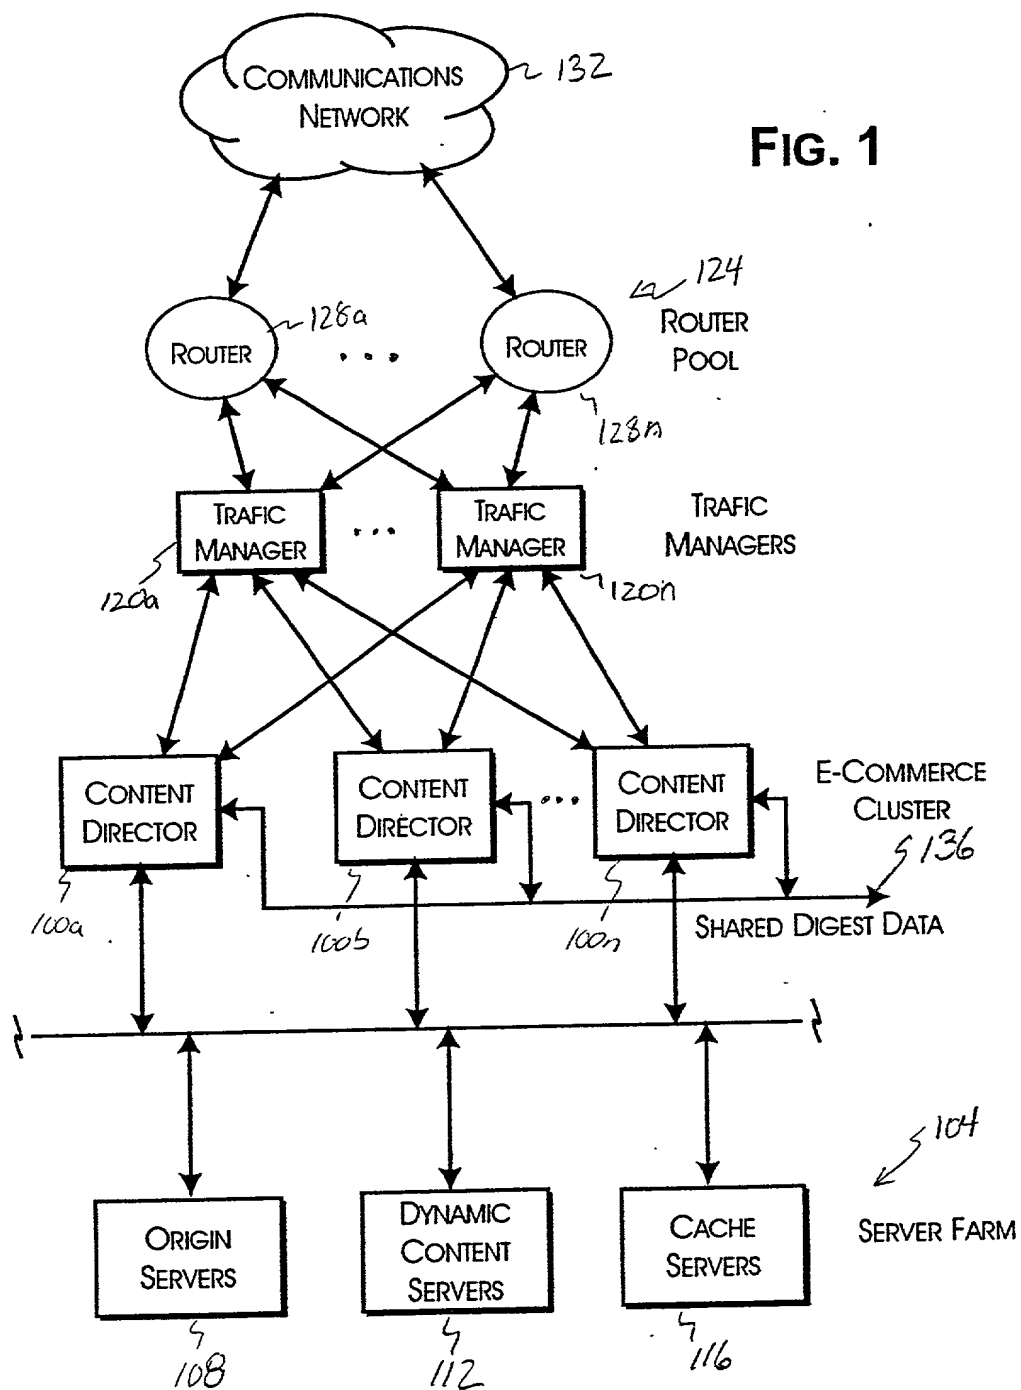 COMMUNICATIONS
NETWORK
132
FIG. 1
124
ROUTER
POOL
ROUTER
128a
...
ROUTER
128n
TRAFIC
MANAGER
120a
...
TRAFIC
MANAGER
120n
TRAFIC
MANAGERS
CONTENT
DIRECTOR
100a
CONTENT
DIRECTOR
100b
...
CONTENT
DIRECTOR
100n
E-COMMERCE
CLUSTER
136
SHARED DIGEST DATA
104
SERVER FARM
ORIGIN
SERVERS
108
DYNAMIC
CONTENT
SERVERS
112
CACHE
SERVERS
116